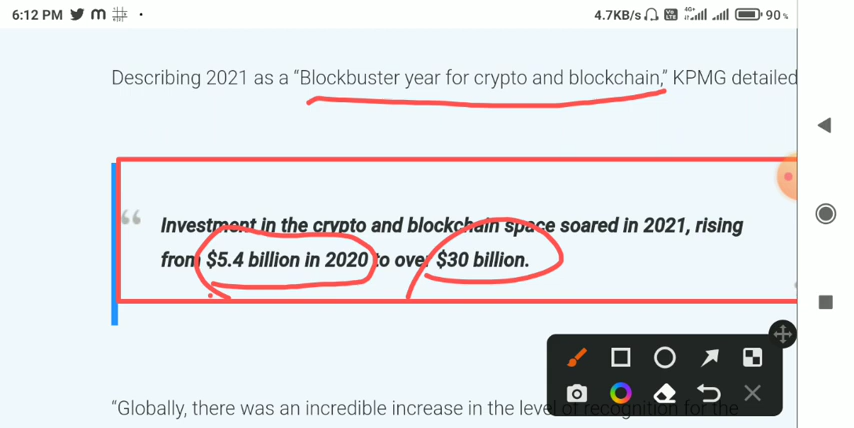 6:12 PM
4.7KB/s 4G+ 90%
Describing 2021 as a “Blockbuster year for crypto and blockchain,” KPMG detailed
“
Investment in the crypto and blockchain space soared in 2021, rising
from $5.4 billion in 2020 to over $30 billion.
“Globally, there was an incredible increase in the level of recognition for the